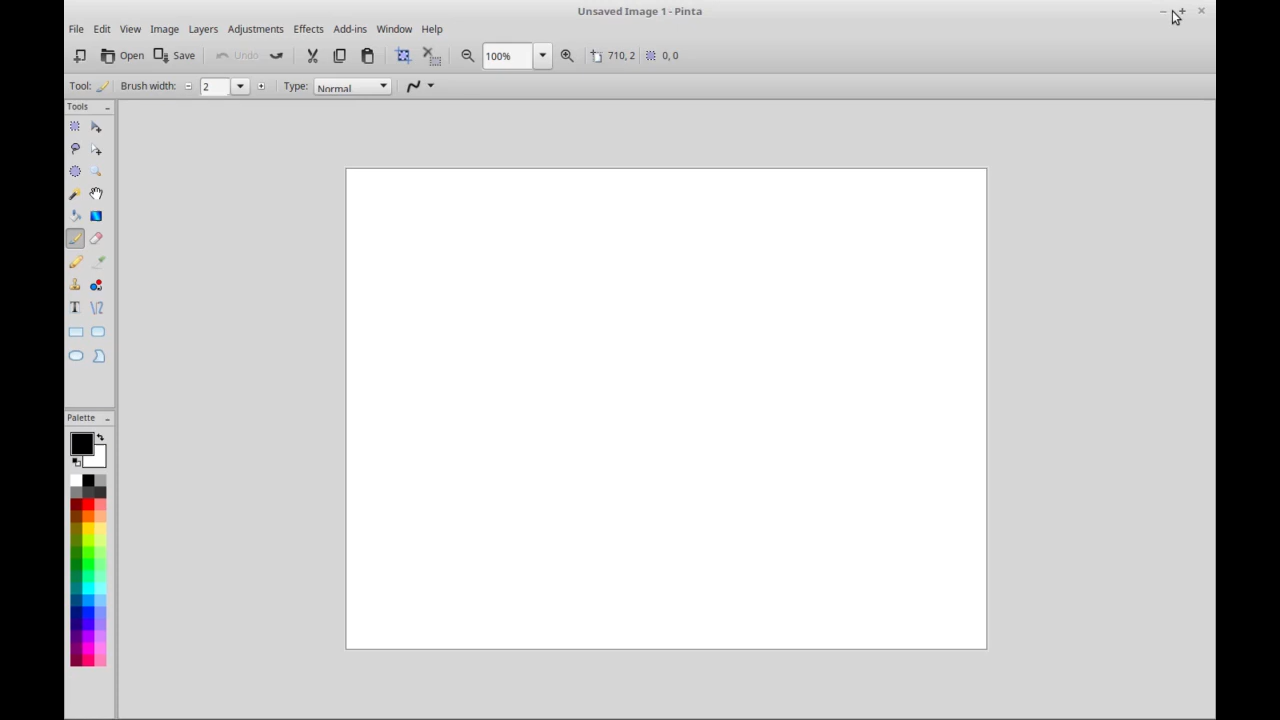 Unsaved Image 1 - Pinta
File Edit View Image Layers Adjustments Effects Add-ins Window Help
Open Save Undo 100% 710, 2 0, 0
Tool: Brush width: 2 Type: Normal
Tools
T
Palette